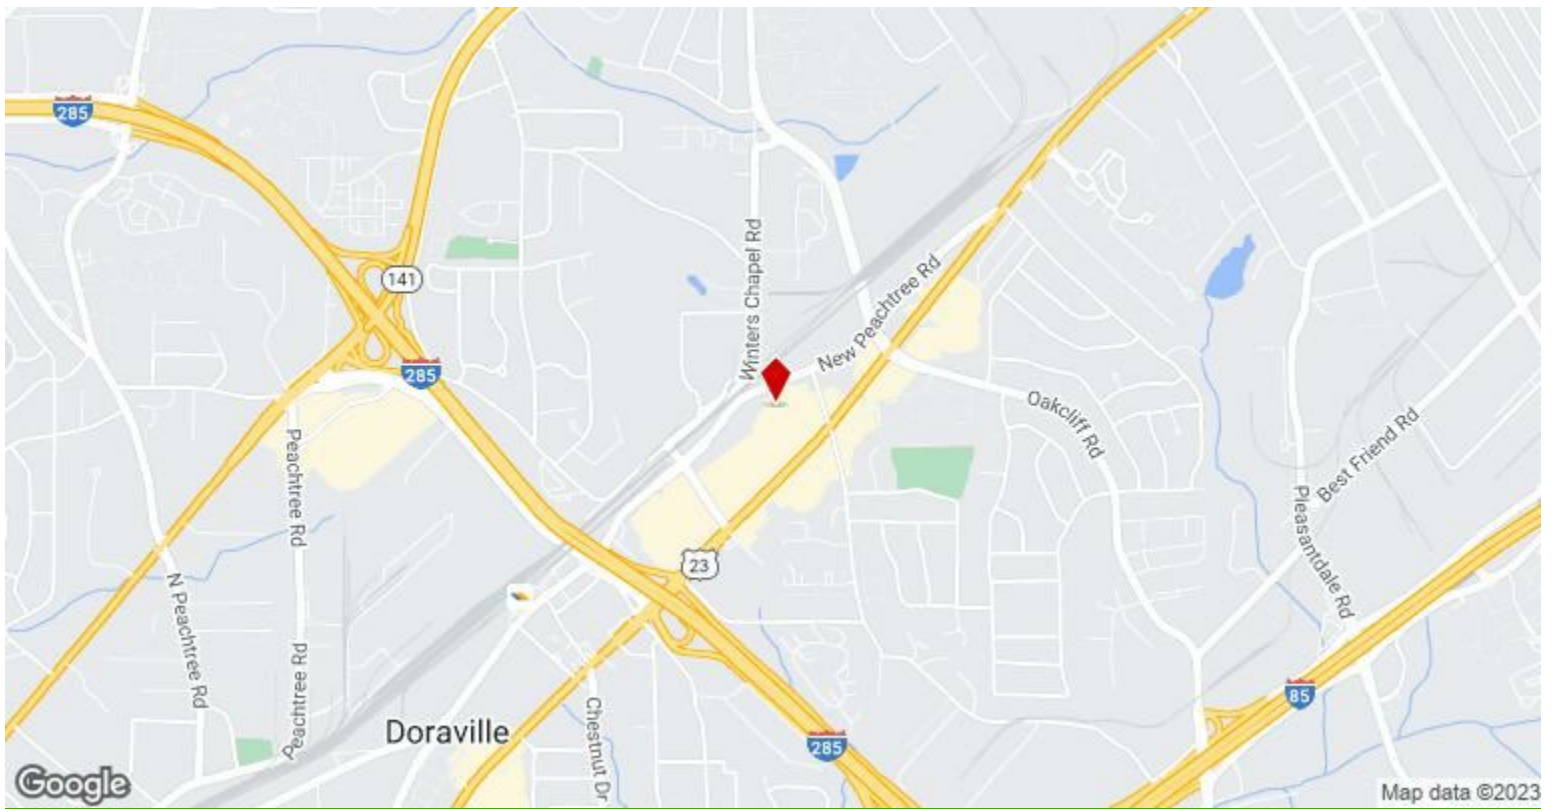 285
141
Winters Chapel Rd
New Peachtree Rd
285
Oakcliff Rd
Best Friend Rd
Peachtree Rd
Pleasantdale Rd
23
N Peachtree Rd
Peachtree Rd
85
Chestnut Dr
Doraville
285
Google
Map data ©2023